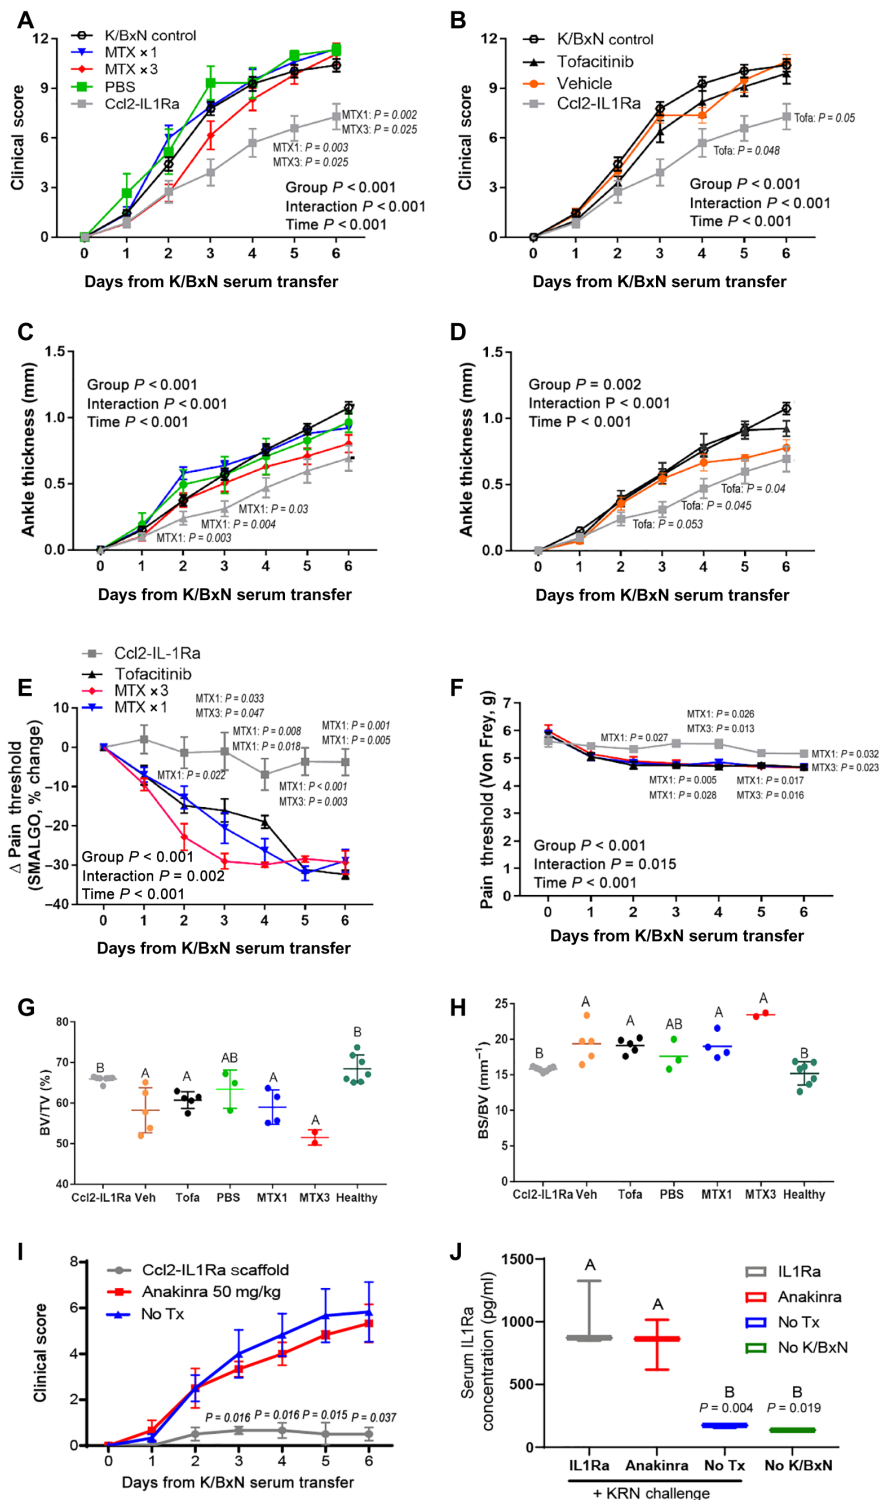 A
K/BxN control
MTX × 1
MTX × 3
PBS
Ccl2-IL1Ra
Clinical score
12
9
6
3
0
MTX1: P = 0.002
MTX3: P = 0.025
MTX1: P = 0.003
MTX3: P = 0.025
Group P < 0.001
Interaction P < 0.001
Time P < 0.001
0 1 2 3 4 5 6
Days from K/BxN serum transfer
B
K/BxN control
Tofacitinib
Vehicle
Ccl2-IL1Ra
Clinical score
12
9
6
3
0
Tofa: P = 0.05
Tofa: P = 0.048
Group P < 0.001
Interaction P < 0.001
Time P < 0.001
0 1 2 3 4 5 6
Days from K/BxN serum transfer
C
Ankle thickness (mm)
1.5
1.0
0.5
0.0
Group P < 0.001
Interaction P < 0.001
Time P < 0.001
MTX1: P = 0.03
MTX1: P = 0.004
MTX1: P = 0.003
0 1 2 3 4 5 6
Days from K/BxN serum transfer
D
Ankle thickness (mm)
1.5
1.0
0.5
0.0
Group P = 0.002
Interaction P < 0.001
Time P < 0.001
Tofa: P = 0.04
Tofa: P = 0.045
Tofa: P = 0.053
0 1 2 3 4 5 6
Days from K/BxN serum transfer
E
Ccl2-IL-1Ra
Tofacitinib
MTX × 3
MTX × 1
Δ Pain threshold
(SMALGO, % change)
10
0
–10
–20
–30
–40
MTX1: P = 0.033
MTX3: P = 0.047
MTX1: P = 0.008
MTX1: P = 0.018
MTX1: P = 0.001
MTX1: P = 0.005
MTX1: P = 0.022
MTX1: P < 0.001
MTX3: P = 0.003
Group P < 0.001
Interaction P = 0.002
Time P < 0.001
0 1 2 3 4 5 6
Days from K/BxN serum transfer
F
Pain threshold (Von Frey, g)
7
6
5
4
3
2
1
0
MTX1: P = 0.027
MTX1: P = 0.026
MTX3: P = 0.013
MTX1: P = 0.032
MTX3: P = 0.023
MTX1: P = 0.005
MTX1: P = 0.028
MTX1: P = 0.017
MTX3: P = 0.016
Group P < 0.001
Interaction P = 0.015
Time P < 0.001
0 1 2 3 4 5 6
Days from K/BxN serum transfer
G
BV/TV (%)
80
70
60
50
40
B A A AB A A B
Ccl2-IL1Ra Veh Tofa PBS MTX1 MTX3 Healthy
H
BS/BV (mm−1)
25
20
15
10
5
0
B A A AB A A B
Ccl2-IL1Ra Veh Tofa PBS MTX1 MTX3 Healthy
I
Ccl2-IL1Ra scaffold
Anakinra 50 mg/kg
No Tx
Clinical score
8
6
4
2
0
P = 0.016 P = 0.016 P = 0.015 P = 0.037
0 1 2 3 4 5 6
Days from K/BxN serum transfer
J
Serum IL1Ra
concentration (pg/ml)
1500
1000
500
0
IL1Ra
Anakinra
No Tx
No K/BxN
A
A
B
P = 0.004
B
P = 0.019
IL1Ra Anakinra No Tx No K/BxN
+ KRN challenge